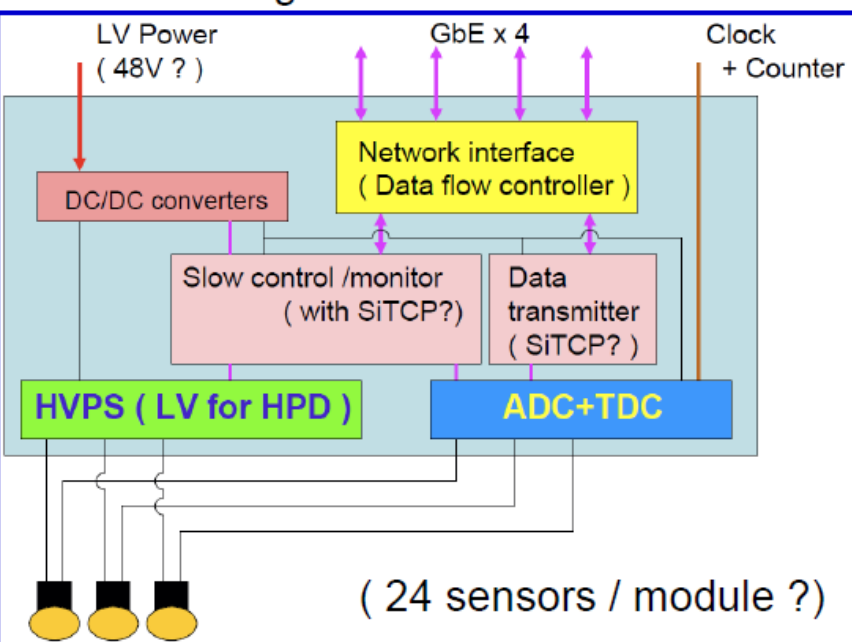 LV Power
( 48V ? )
GbE x 4
Clock
+ Counter
Network interface
( Data flow controller )
DC/DC converters
Slow control /monitor
( with SiTCP?)
Data
transmitter
( SiTCP? )
HVPS ( LV for HPD )
ADC+TDC
( 24 sensors / module ?)